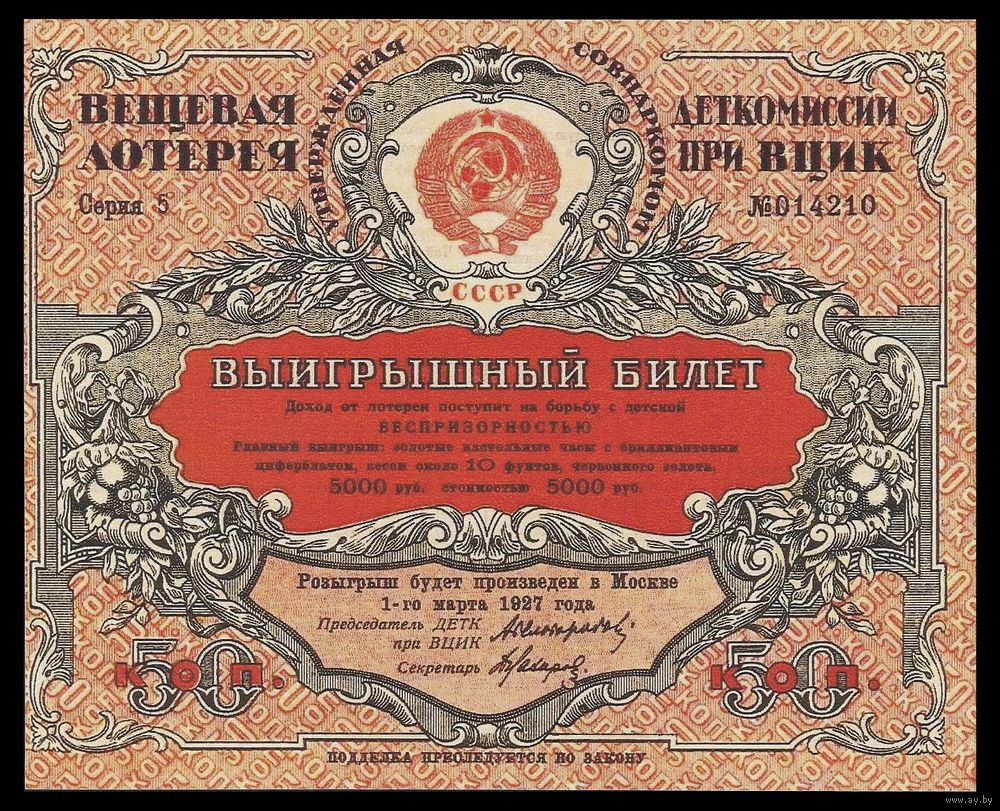 ВЕЩЕВАЯ
ЛОТЕРЕЯ
Серия 5
УТВЕРЖДЕННАЯ
СОВНАРКОМОМ
ДЕТКОМИССИИ
ПРИ ВЦИК
№014210
СССР
ВЫИГРЫШНЫЙ БИЛЕТ
Доход от лотереи поступит на борьбу с детской
БЕСПРИЗОРНОСТЬЮ
Главный выигрыш: золотые настольные часы с бриллиантовым
циферблатом, весом около 10 фунтов, червонного золота,
5000 руб. стоимостью 5000 руб.
Розыгрыш будет произведен в Москве
1-го марта 1927 года
Председатель ДЕТК
при ВЦИК
Секретарь
50 коп.
50 коп.
ПОДДЕЛКА ПРЕСЛЕДУЕТСЯ ПО ЗАКОНУ
www.ay.by